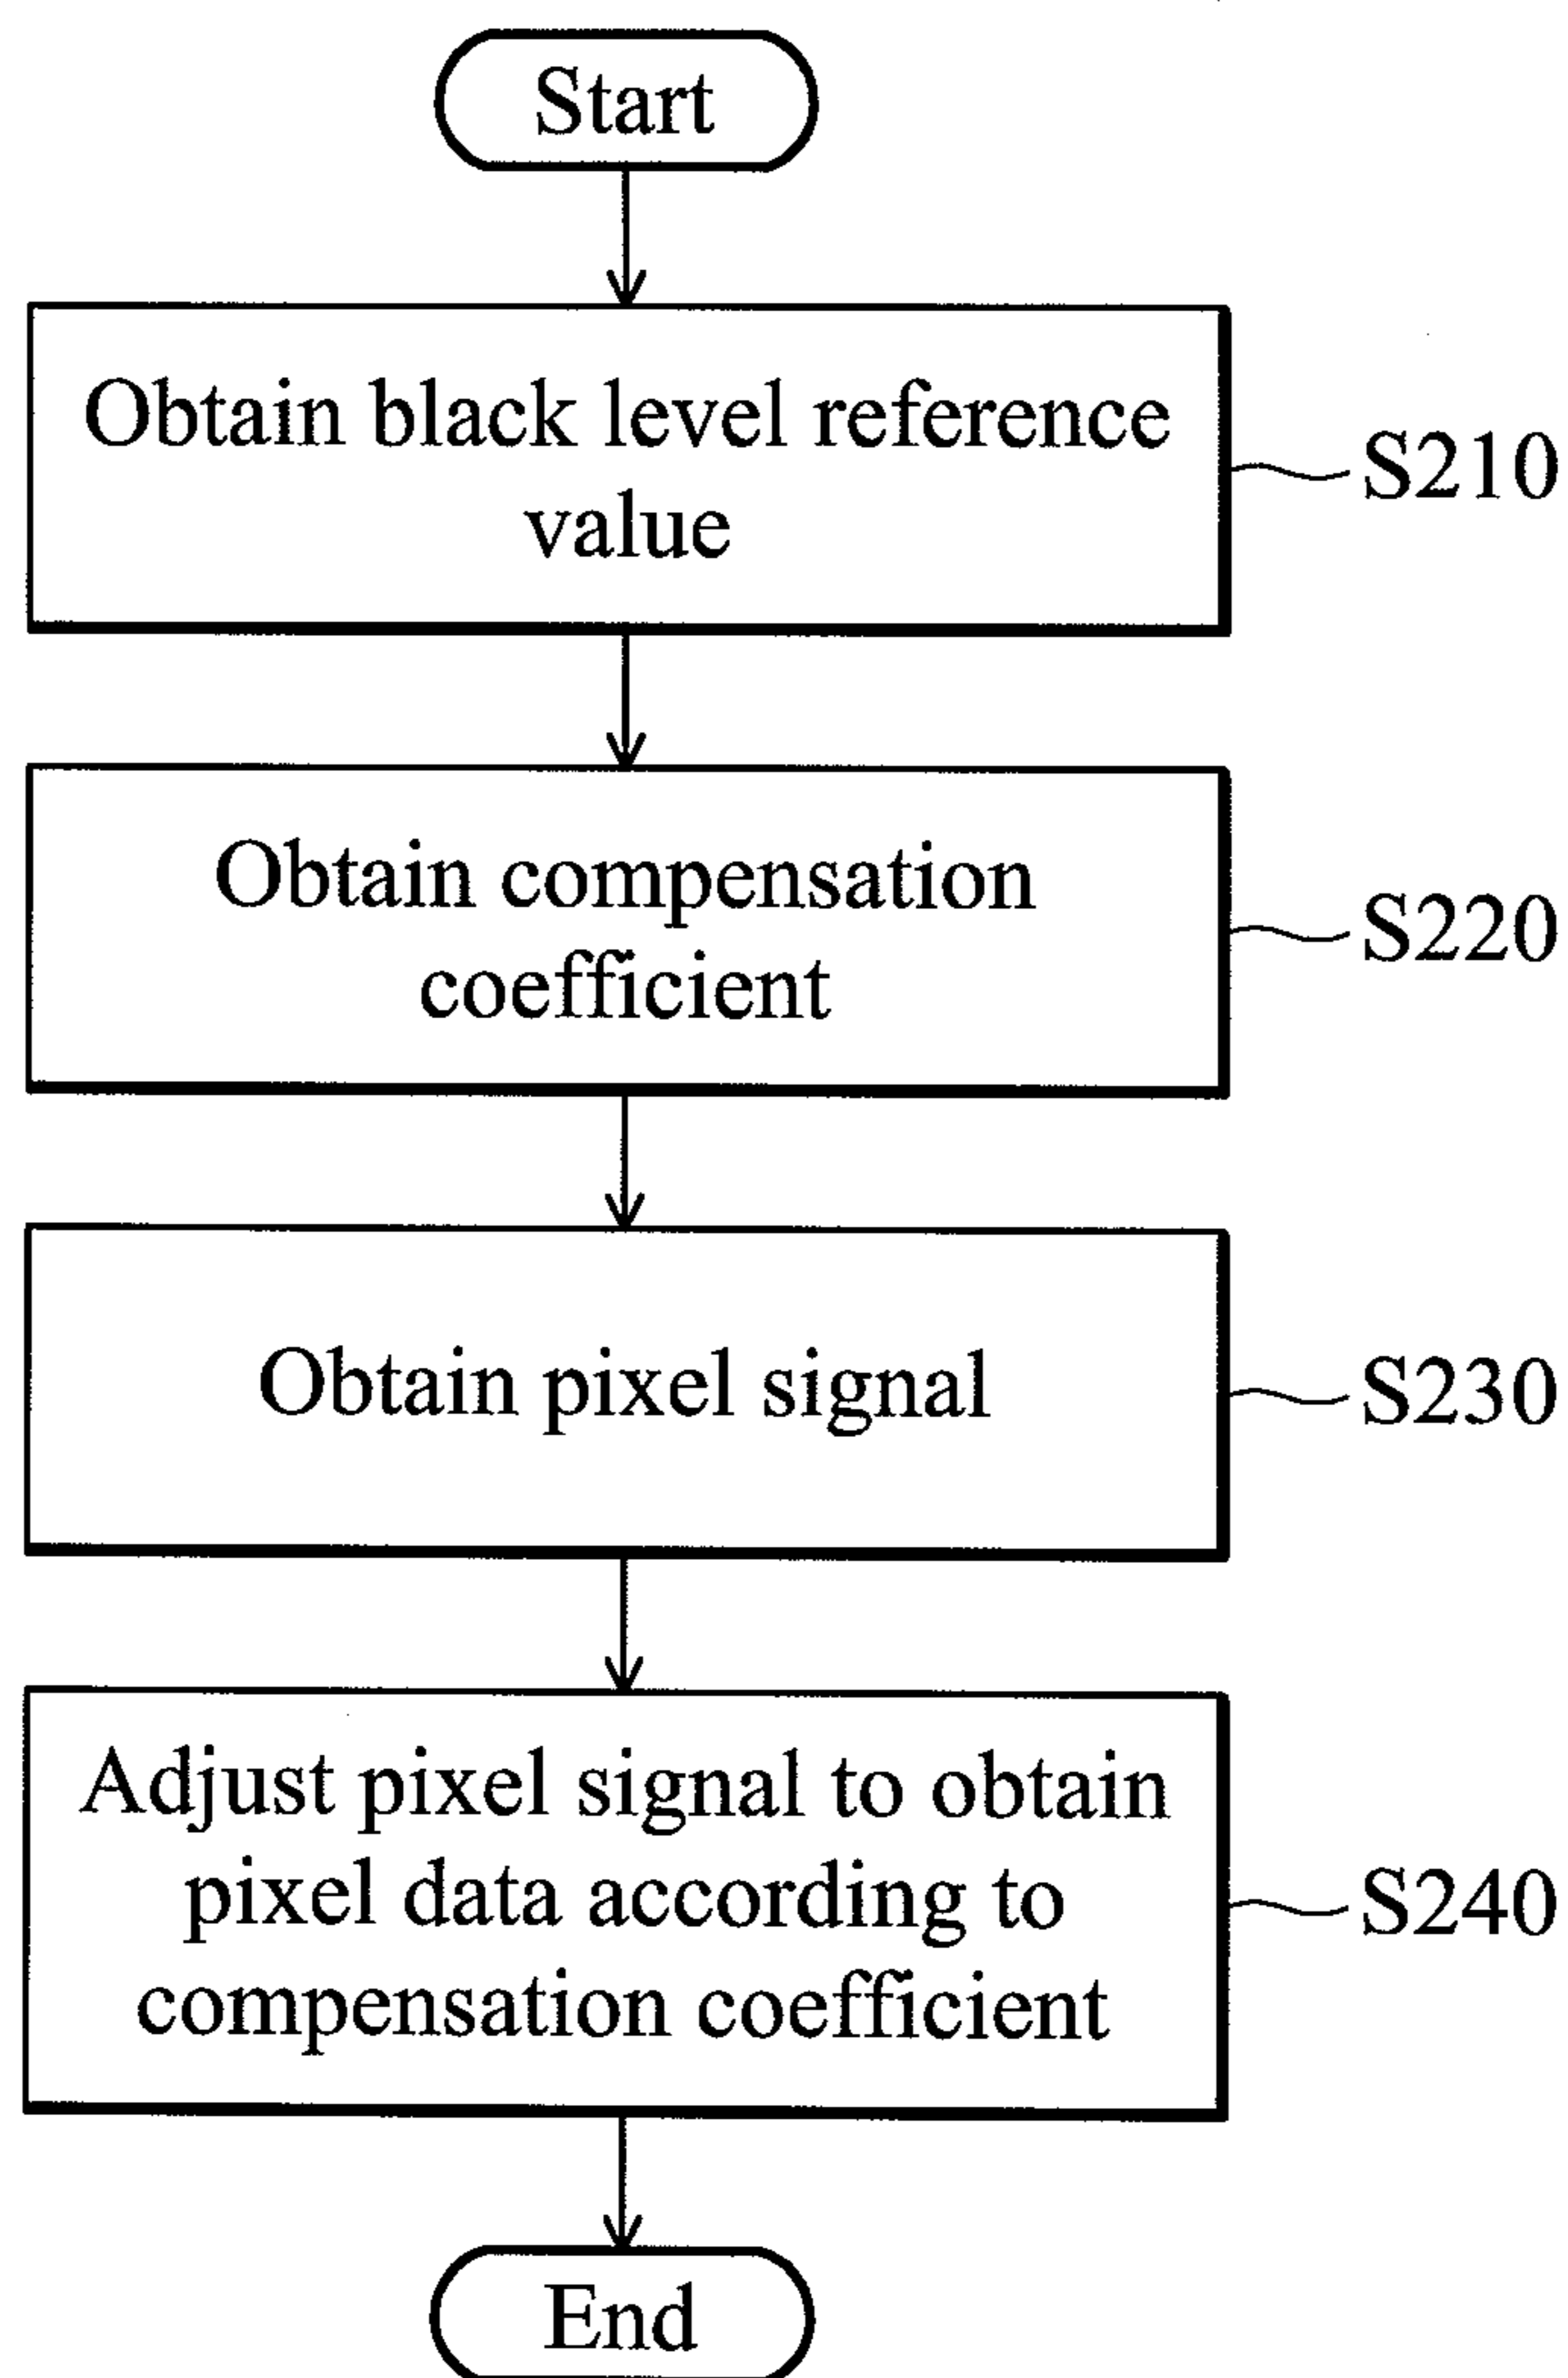 Start
Obtain black level reference
value
S210
Obtain compensation
coefficient
S220
Obtain pixel signal
S230
Adjust pixel signal to obtain
pixel data according to
compensation coefficient
S240
End